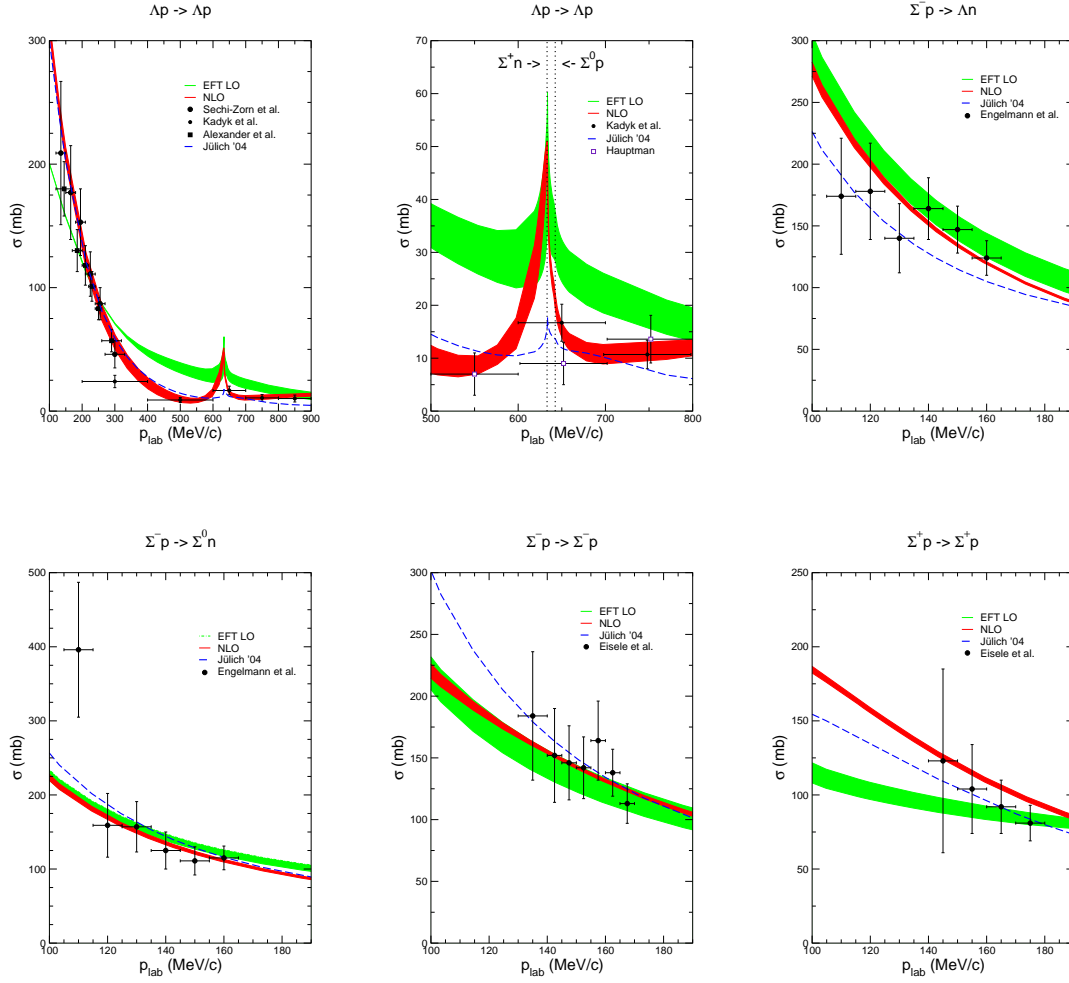 Λp -> Λp
300
250
200
150
100
50
0
σ (mb)
EFT LO
NLO
Sechi-Zorn et al.
Kadyk et al.
Alexander et al.
Jülich '04
100 200 300 400 500 600 700 800 900
p_lab (MeV/c)
Λp -> Λp
70
60
50
40
30
20
10
0
σ (mb)
Σ⁺n -> <- Σ⁰p
EFT LO
NLO
Kadyk et al.
Jülich '04
Hauptman
500 600 700 800
p_lab (MeV/c)
Σ⁻p -> Λn
300
250
200
150
100
50
0
σ (mb)
EFT LO
NLO
Jülich '04
Engelmann et al.
100 120 140 160 180
p_lab (MeV/c)
Σ⁻p -> Σ⁰n
500
400
300
200
100
0
σ (mb)
EFT LO
NLO
Jülich '04
Engelmann et al.
100 120 140 160 180
p_lab (MeV/c)
Σ⁻p -> Σ⁻p
300
250
200
150
100
50
0
σ (mb)
EFT LO
NLO
Jülich '04
Eisele et al.
100 120 140 160 180
p_lab (MeV/c)
Σ⁺p -> Σ⁺p
250
200
150
100
50
0
σ (mb)
EFT LO
NLO
Jülich '04
Eisele et al.
100 120 140 160 180
p_lab (MeV/c)